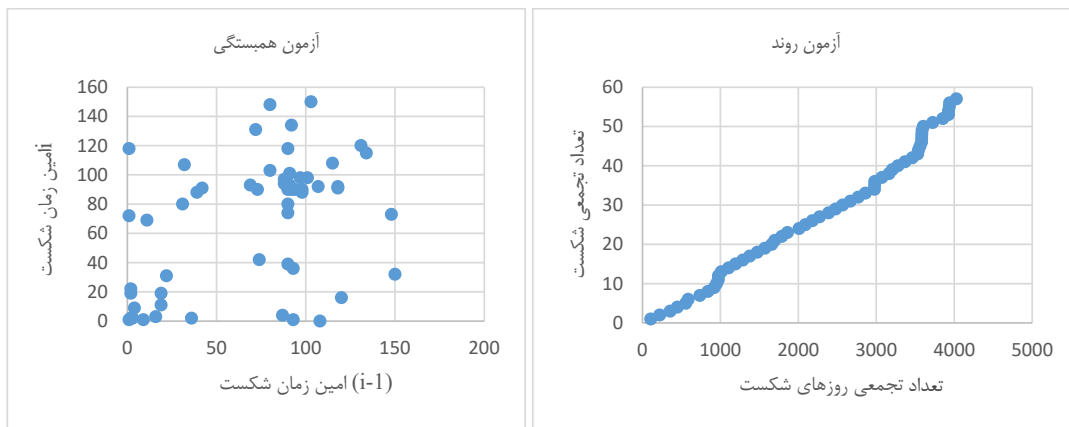 آزمون همبستگی
160
140
120
100
80
60
40
20
0
0 50 100 150 200
iامین زمان شکست
(i-1) امین زمان شکست
آزمون روند
60
50
40
30
20
10
0
0 1000 2000 3000 4000 5000
تعداد تجمعی شکست
تعداد تجمعی روزهای شکست